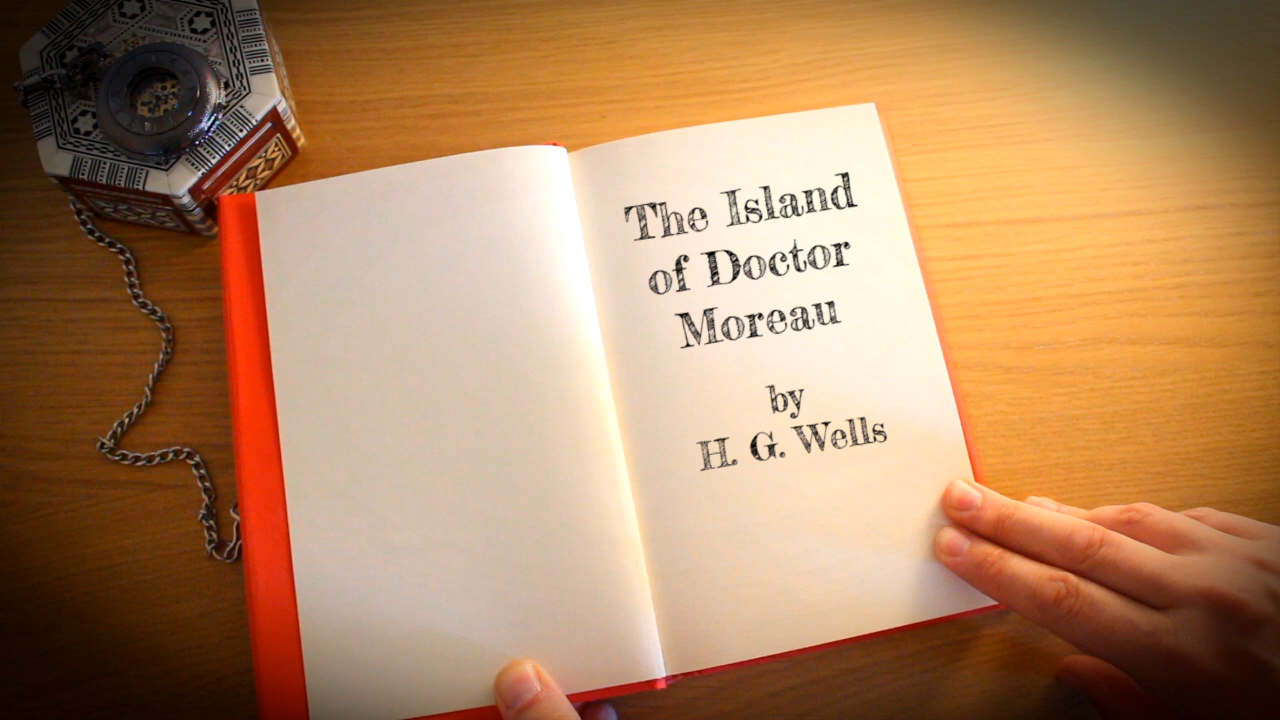 The Island
of Doctor
Moreau
by
H. G. Wells